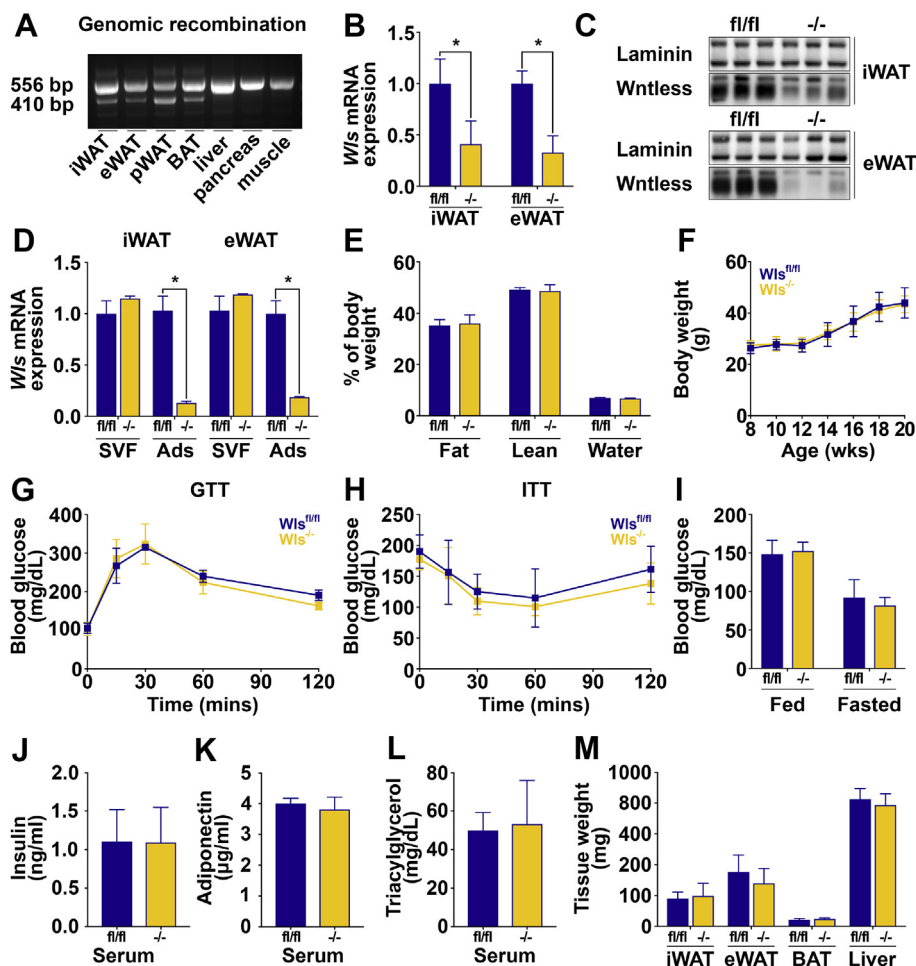 A Genomic recombination
556 bp
410 bp
iWAT eWAT pWAT BAT liver pancreas muscle
B
Wls mRNA
expression
1.5
1.0
0.5
0.0
* *
fl/fl -/- fl/fl -/-
iWAT eWAT
C
fl/fl -/-
Laminin
Wntless
iWAT
fl/fl -/-
Laminin
Wntless
eWAT
D
iWAT eWAT
Wls mRNA
expression
1.5
1.0
0.5
0.0
* *
fl/fl -/- fl/fl -/- fl/fl -/- fl/fl -/-
SVF Ads SVF Ads
E
% of body
weight
60
40
20
0
fl/fl -/- fl/fl -/- fl/fl -/-
Fat Lean Water
F
Body weight
(g)
60
40
20
0
Wlsfl/fl
Wls-/-
8 10 12 14 16 18 20
Age (wks)
G GTT
Blood glucose
(mg/dL)
400
300
200
100
0
Wlsfl/fl
Wls-/-
0 30 60 90 120
Time (mins)
H ITT
Blood glucose
(mg/dL)
250
200
150
100
50
0
Wlsfl/fl
Wls-/-
0 30 60 90 120
Time (mins)
I
Blood glucose
(mg/dL)
200
150
100
50
0
fl/fl -/- fl/fl -/-
Fed Fasted
J
Insulin
(ng/ml)
2.0
1.5
1.0
0.5
0.0
fl/fl -/-
Serum
K
Adiponectin
(µg/ml)
5
4
3
2
1
0
fl/fl -/-
Serum
L
Triacylglycerol
(mg/dL)
80
60
40
20
0
fl/fl -/-
Serum
M
Tissue weight
(mg)
1000
800
200
100
0
fl/fl -/- fl/fl -/- fl/fl -/- fl/fl -/-
iWAT eWAT BAT Liver